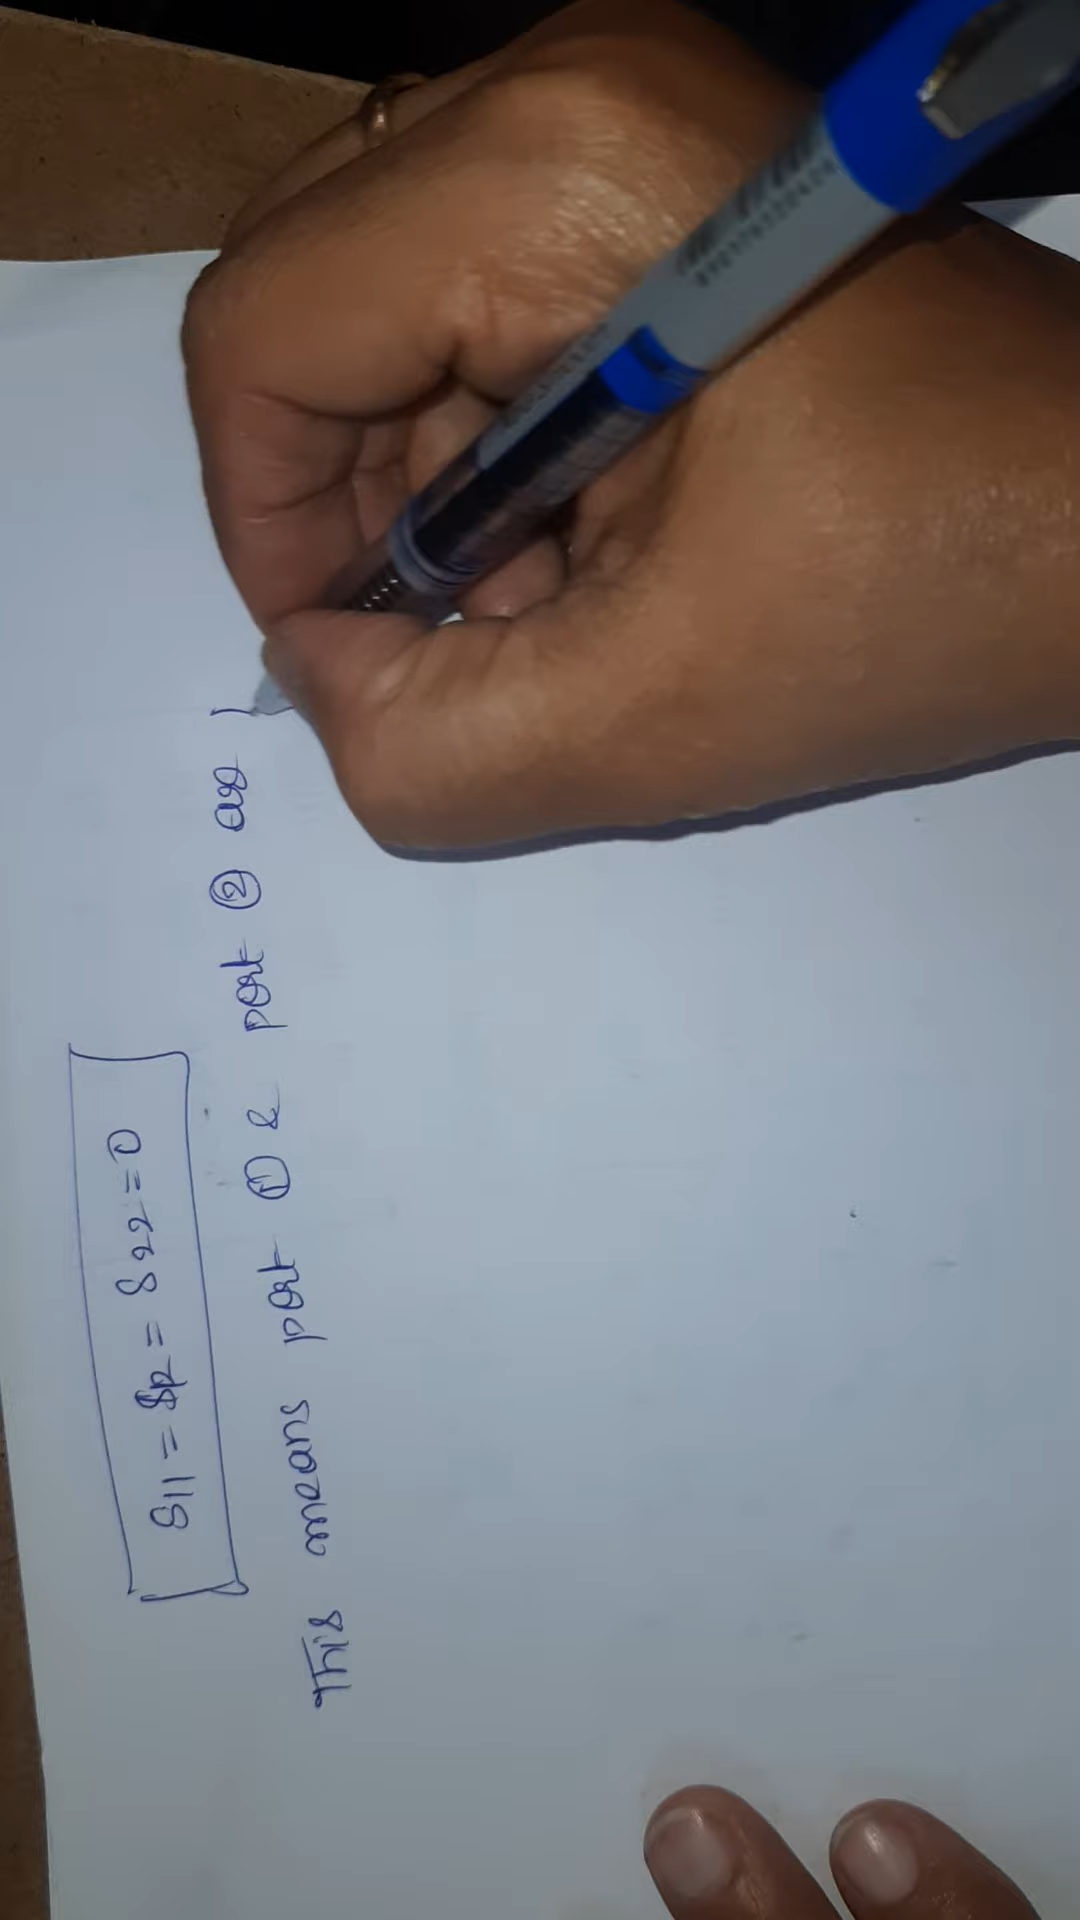 S11 = S12 = S22 = 0
This means port ① & port ② are